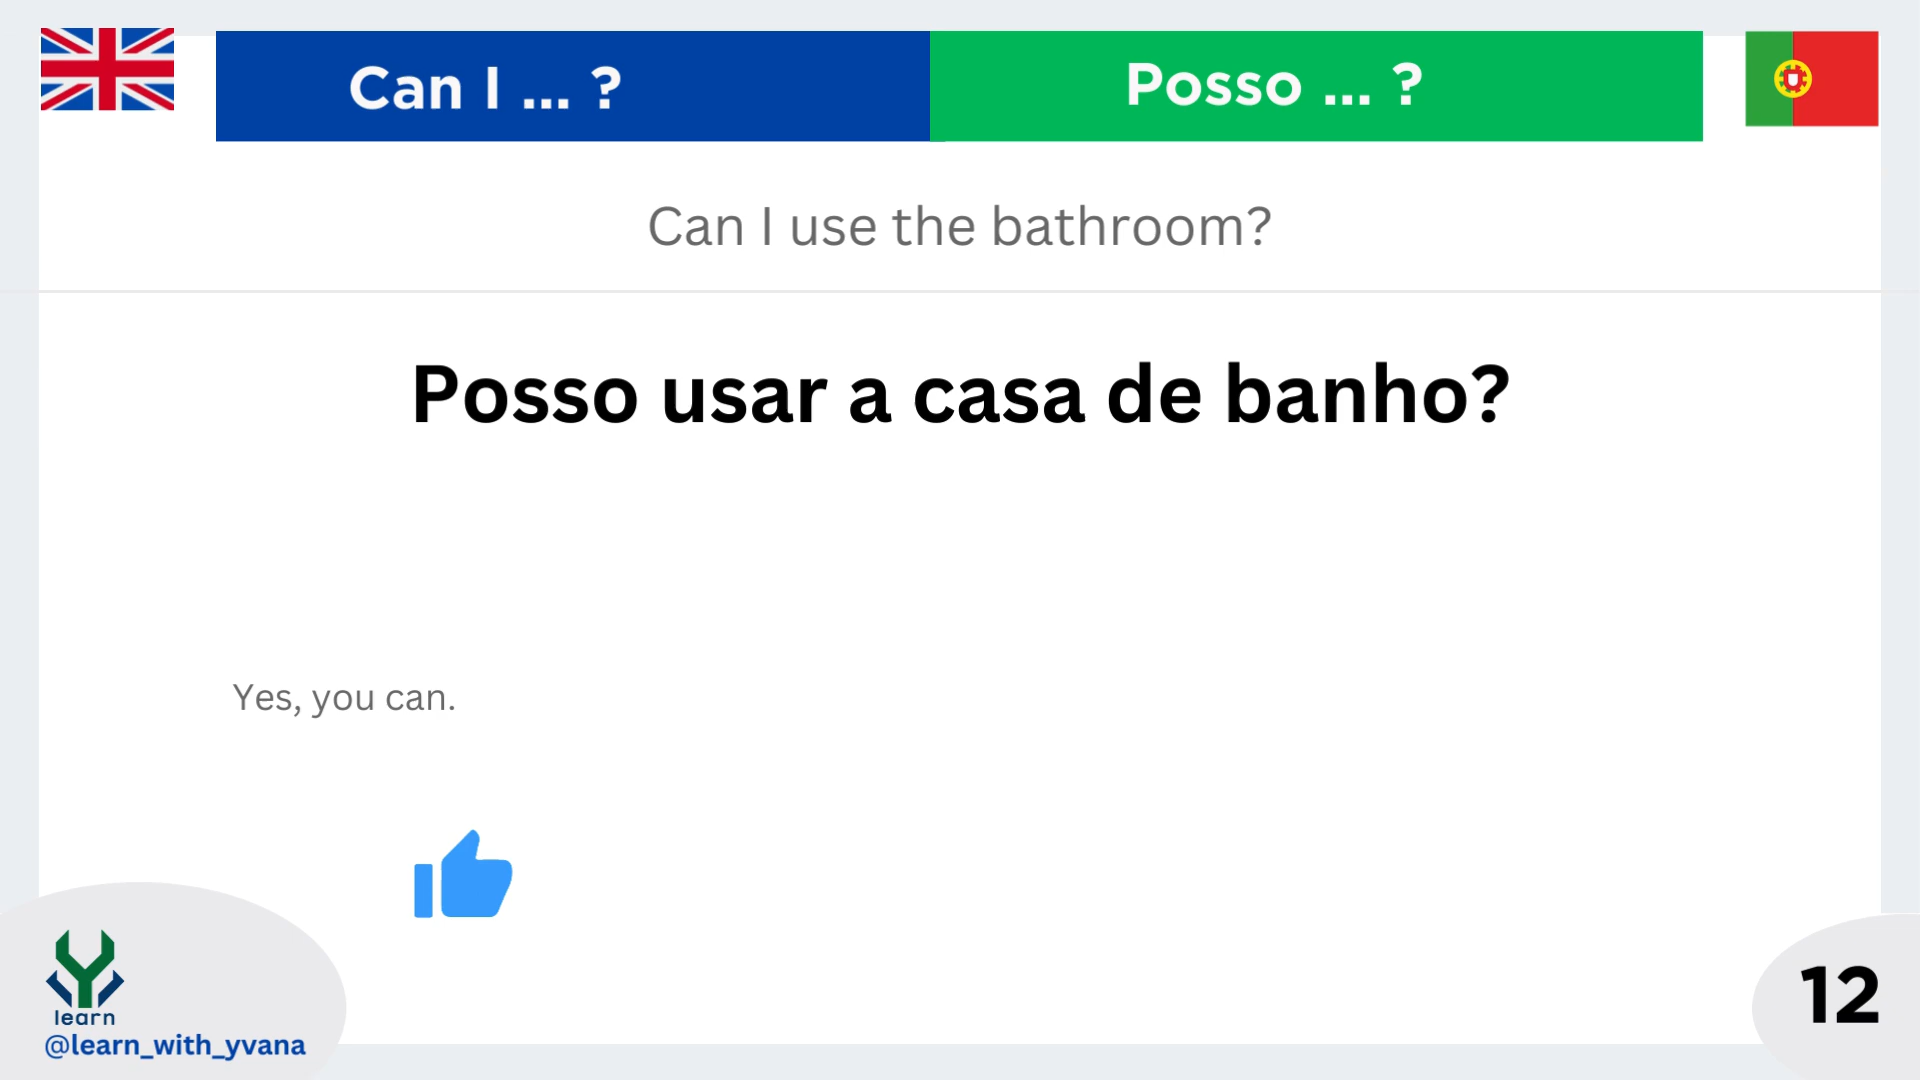 Can I ... ?
Posso ... ?
Can I use the bathroom?
Posso usar a casa de banho?
Yes, you can.
learn
@learn_with_yvana
12